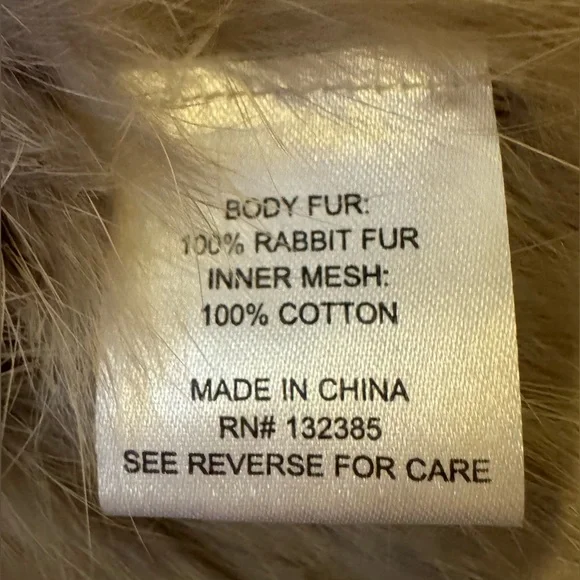 BODY FUR:
100% RABBIT FUR
INNER MESH:
100% COTTON
MADE IN CHINA
RN# 132385
SEE REVERSE FOR CARE